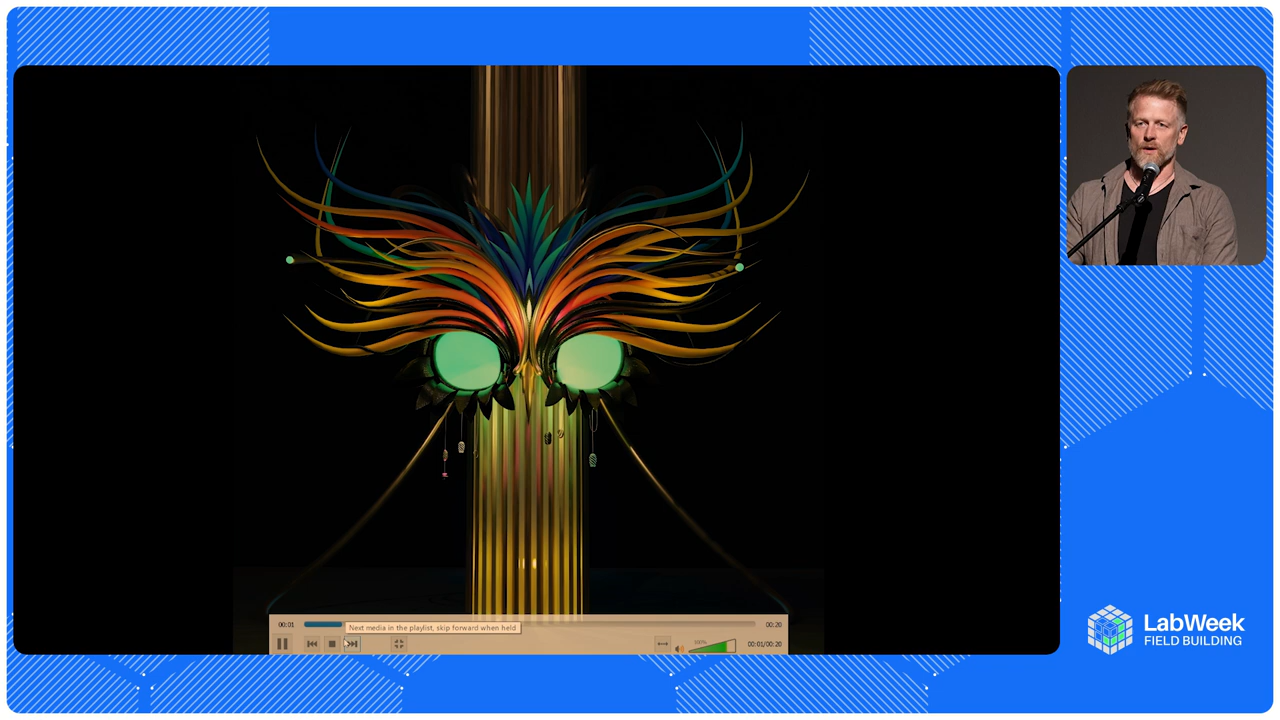 00:01
Next media in the playlist, skip forward when held
00:20
100%
00:01/00:20
LabWeek
FIELD BUILDING